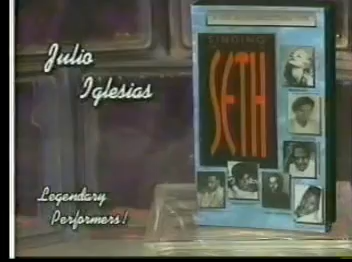 Julio
Iglesias
SINGING
SETH
Legendary
Performers!